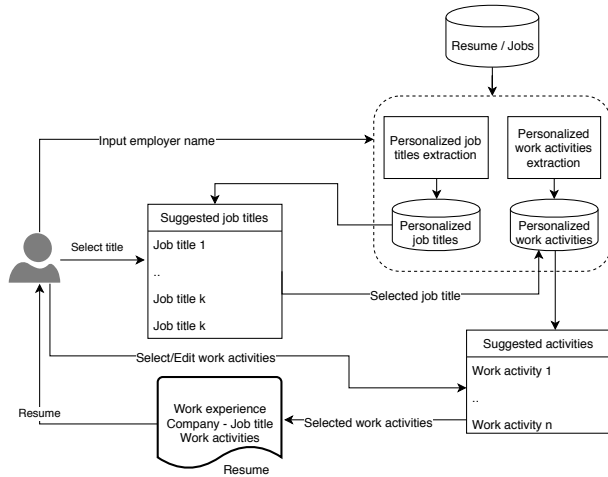 Resume / Jobs
Input employer name
Personalized job
titles extraction
Personalized
work activities
extraction
Suggested job titles
Personalized
job titles
Personalized
work activities
Select title
Job title 1
..
Job title k
Job title k
Selected job title
Suggested activities
Select/Edit work activities
Work activity 1
..
Work activity n
Resume
Work experience
Company - Job title
Work activities
Selected work activities
Resume